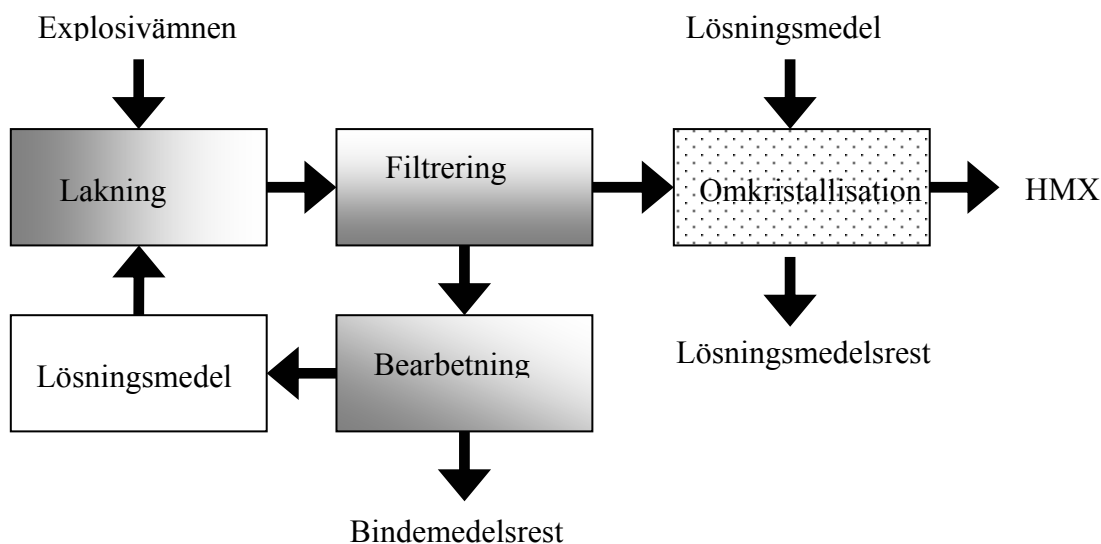 Explosivämnen
Lösningsmedel
Lakning
Filtrering
Omkristallisation
HMX
Lösningsmedel
Bearbetning
Lösningsmedelsrest
Bindemedelsrest